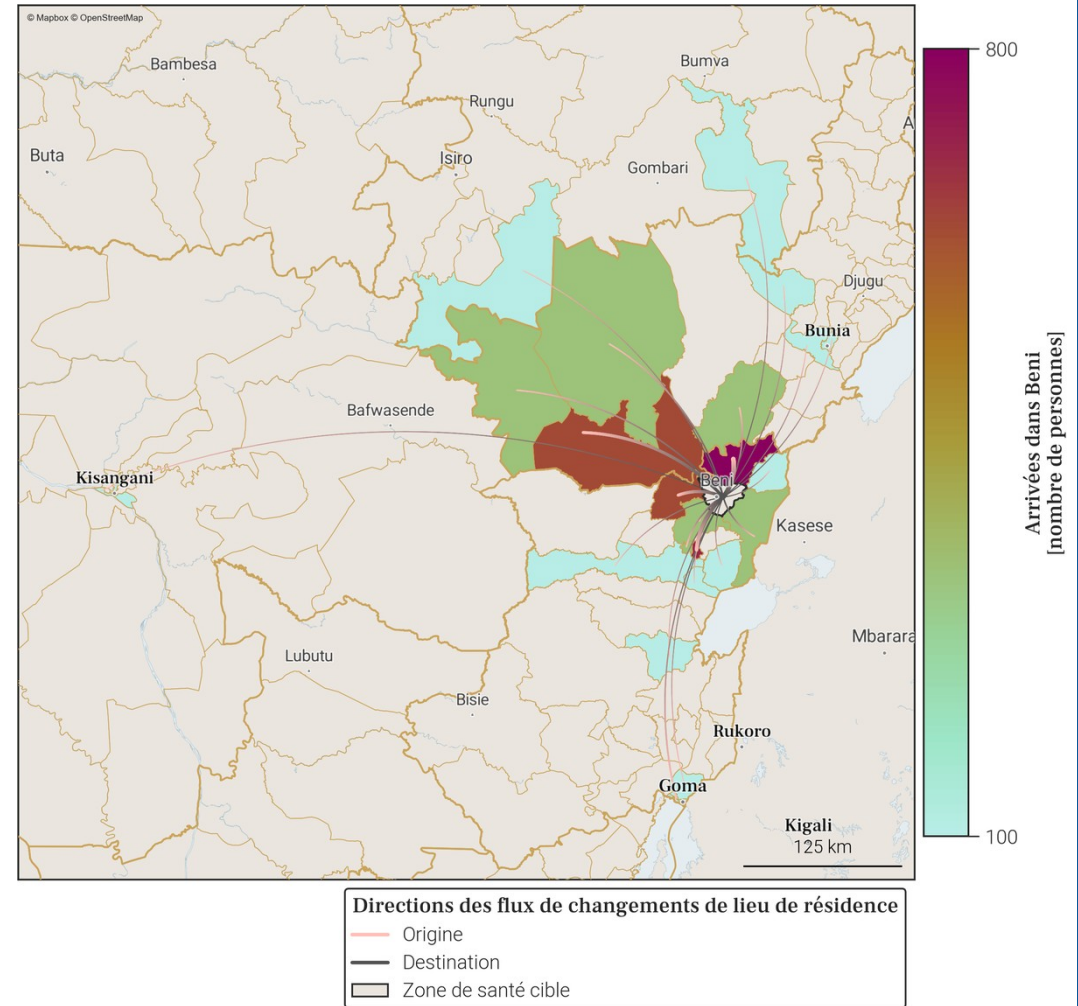 © Mapbox © OpenStreetMap
Bambesa
Bumva
Rungu
A
Buta
Isiro
Gombari
Djugu
Bunia
Bafwasende
Kisangani
Beni
Kasese
Mbarara
Lubutu
Bisie
Rukoro
Goma
Kigali
125 km
800
100
Arrivées dans Beni
[nombre de personnes]
Directions des flux de changements de lieu de résidence
Origine
Destination
Zone de santé cible